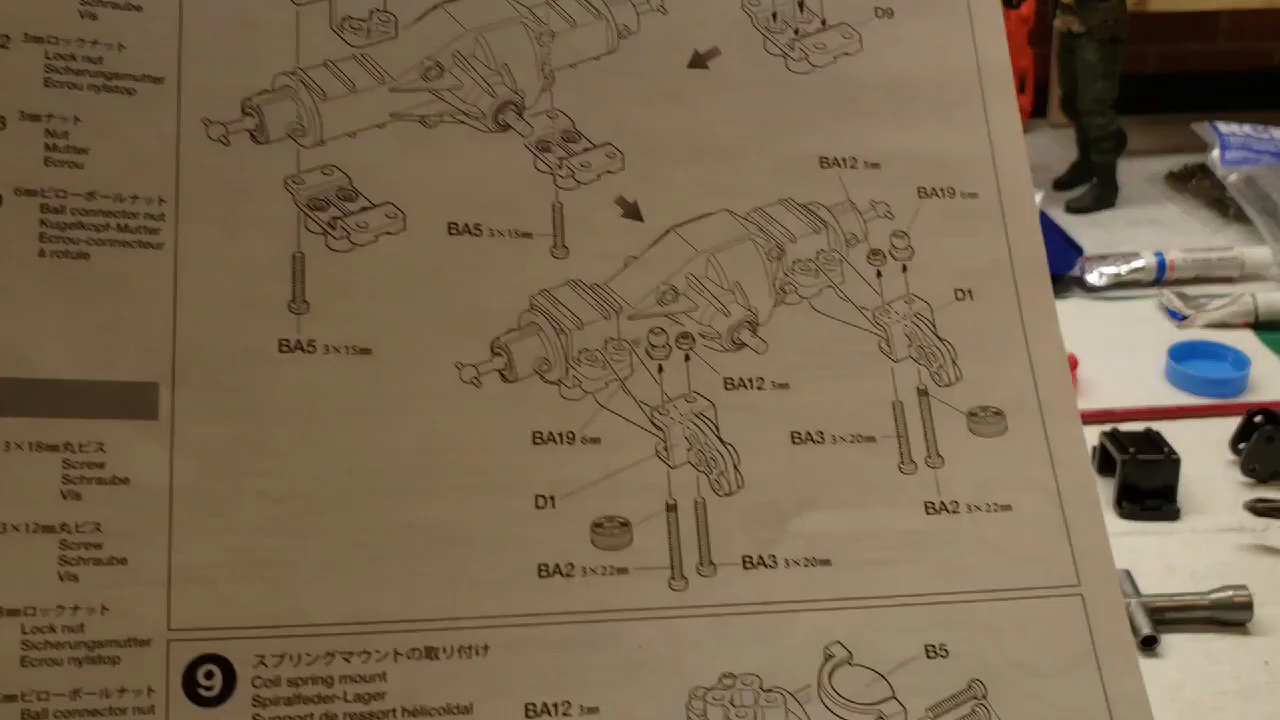 Schraube
Vis
2 3mmロックナット
Lock nut
Sicherungsmutter
Ecrou nylstop
3mmナット
Nut
Mutter
Ecrou
6mmピローボールナット
Ball connector nut
Kugelkopf-Mutter
Ecrou-connecteur
à rotule
3×18mm丸ビス
Screw
Schraube
Vis
3×12mm丸ビス
Screw
Schraube
Vis
3mmロックナット
Lock nut
Sicherungsmutter
Ecrou nylstop
ピローボールナット
Ball connector nut
D9
BA5 3×15mm
BA5 3×15mm
BA12 3mm
BA19 6mm
D1
BA12 3mm
BA19 6mm
BA3 3×20mm
D1
BA2 3×22mm
BA2 3×22mm
BA3 3×20mm
9
スプリングマウントの取り付け
Coil spring mount
Spiralfeder-Lager
Support de ressort hélicoïdal
BA12 3mm
B5